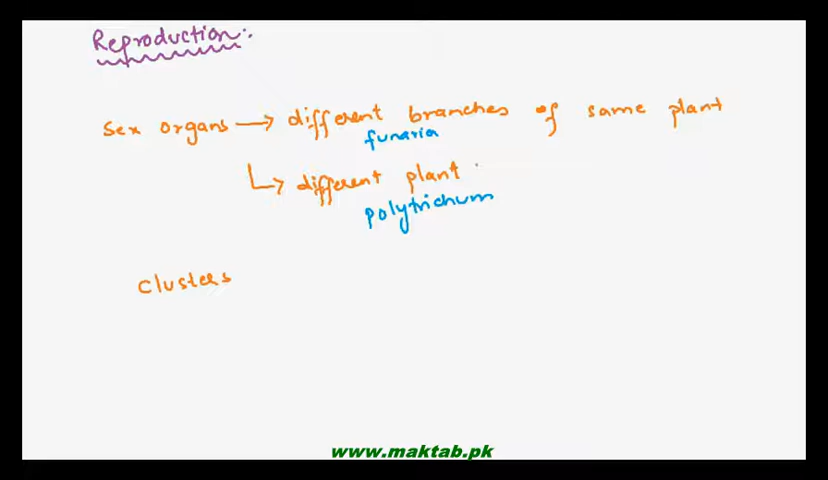 Reproduction:
Sex organs → different branches of same plant
funaria
↳ different plant
polytrichum
clusters
www.maktab.pk